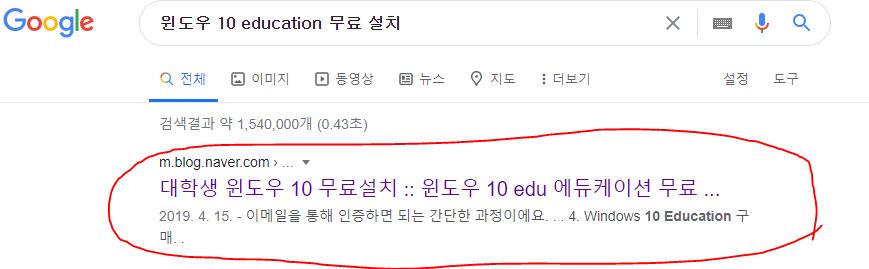 Google
윈도우 10 education 무료 설치
전체 이미지 동영상 뉴스 지도 더보기 설정 도구
검색결과 약 1,540,000개 (0.43초)
m.blog.naver.com › ...
대학생 윈도우 10 무료설치 :: 윈도우 10 edu 에듀케이션 무료 ...
2019. 4. 15. - 이메일을 통해 인증하면 되는 간단한 과정이에요. . . 4. Windows 10 Education 구
매. .